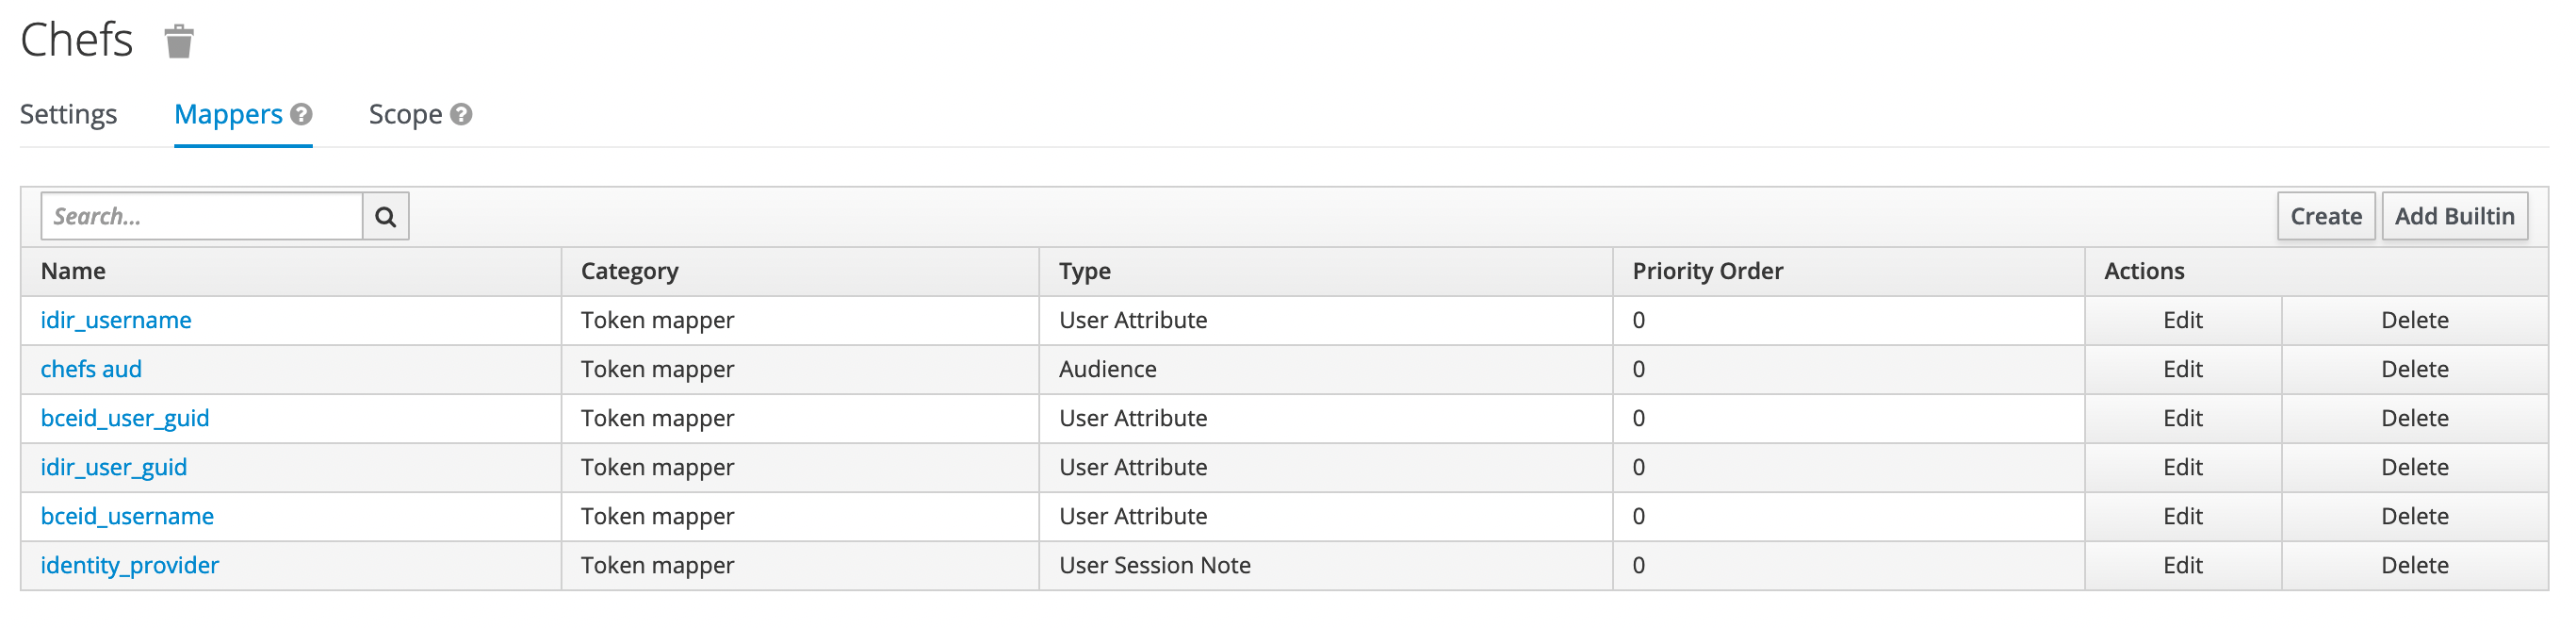 Chefs
Settings Mappers ? Scope ?
Search... Create Add Builtin
Name Category Type Priority Order Actions
idir_username Token mapper User Attribute 0 Edit Delete
chefs aud Token mapper Audience 0 Edit Delete
bceid_user_guid Token mapper User Attribute 0 Edit Delete
idir_user_guid Token mapper User Attribute 0 Edit Delete
bceid_username Token mapper User Attribute 0 Edit Delete
identity_provider Token mapper User Session Note 0 Edit Delete